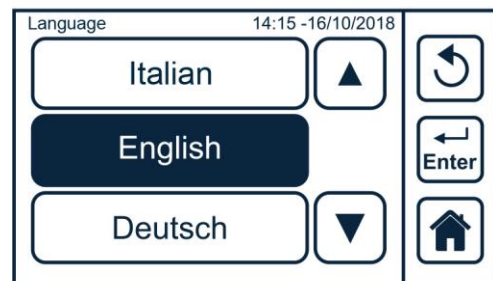 Language 14:15 -16/10/2018
Italian
English
Enter
Deutsch